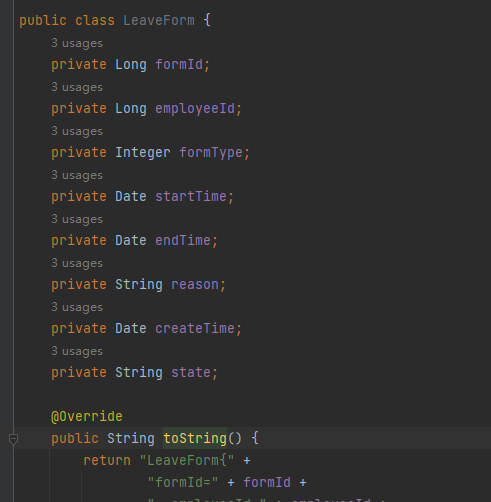 public class LeaveForm {
3 usages
private Long formId;
3 usages
private Long employeeId;
3 usages
private Integer formType;
3 usages
private Date startTime;
3 usages
private Date endTime;
3 usages
private String reason;
3 usages
private Date createTime;
3 usages
private String state;
@Override
public String toString() {
return "LeaveForm{" +
"formId=" + formId +
", employeeId=" + employeeId +